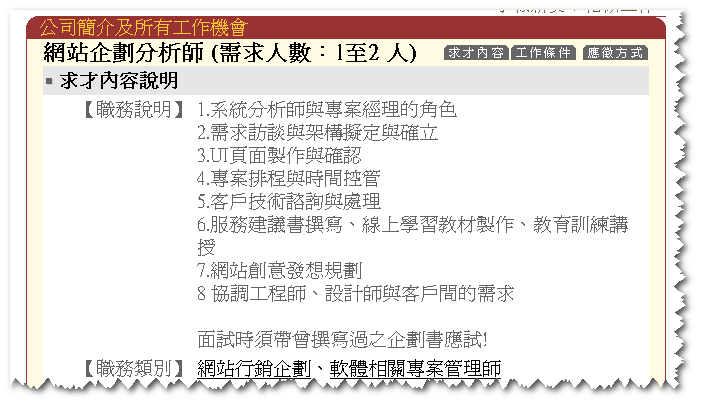 公司簡介及所有工作機會
網站企劃分析師 (需求人數：1至2 人)
求才內容 工作條件 應徵方式
求才內容說明
【職務說明】 1.系統分析師與專案經理的角色
2.需求訪談與架構擬定與確立
3.UI頁面製作與確認
4.專案排程與時間控管
5.客戶技術諮詢與處理
6.服務建議書撰寫、線上學習教材製作、教育訓練講
授
7.網站創意發想規劃
8 協調工程師、設計師與客戶間的需求
面試時須帶曾撰寫過之企劃書應試!
【職務類別】 網站行銷企劃、軟體相關專案管理師